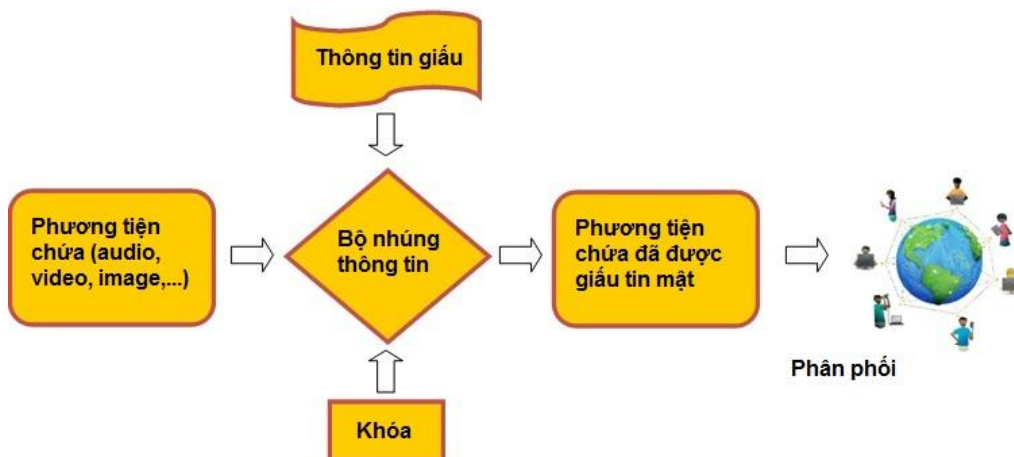 Thông tin giấu
Phương tiện
chứa (audio,
video, image,...)
Bộ nhúng
thông tin
Phương tiện
chứa đã được
giấu tin mật
Phân phối
Khóa